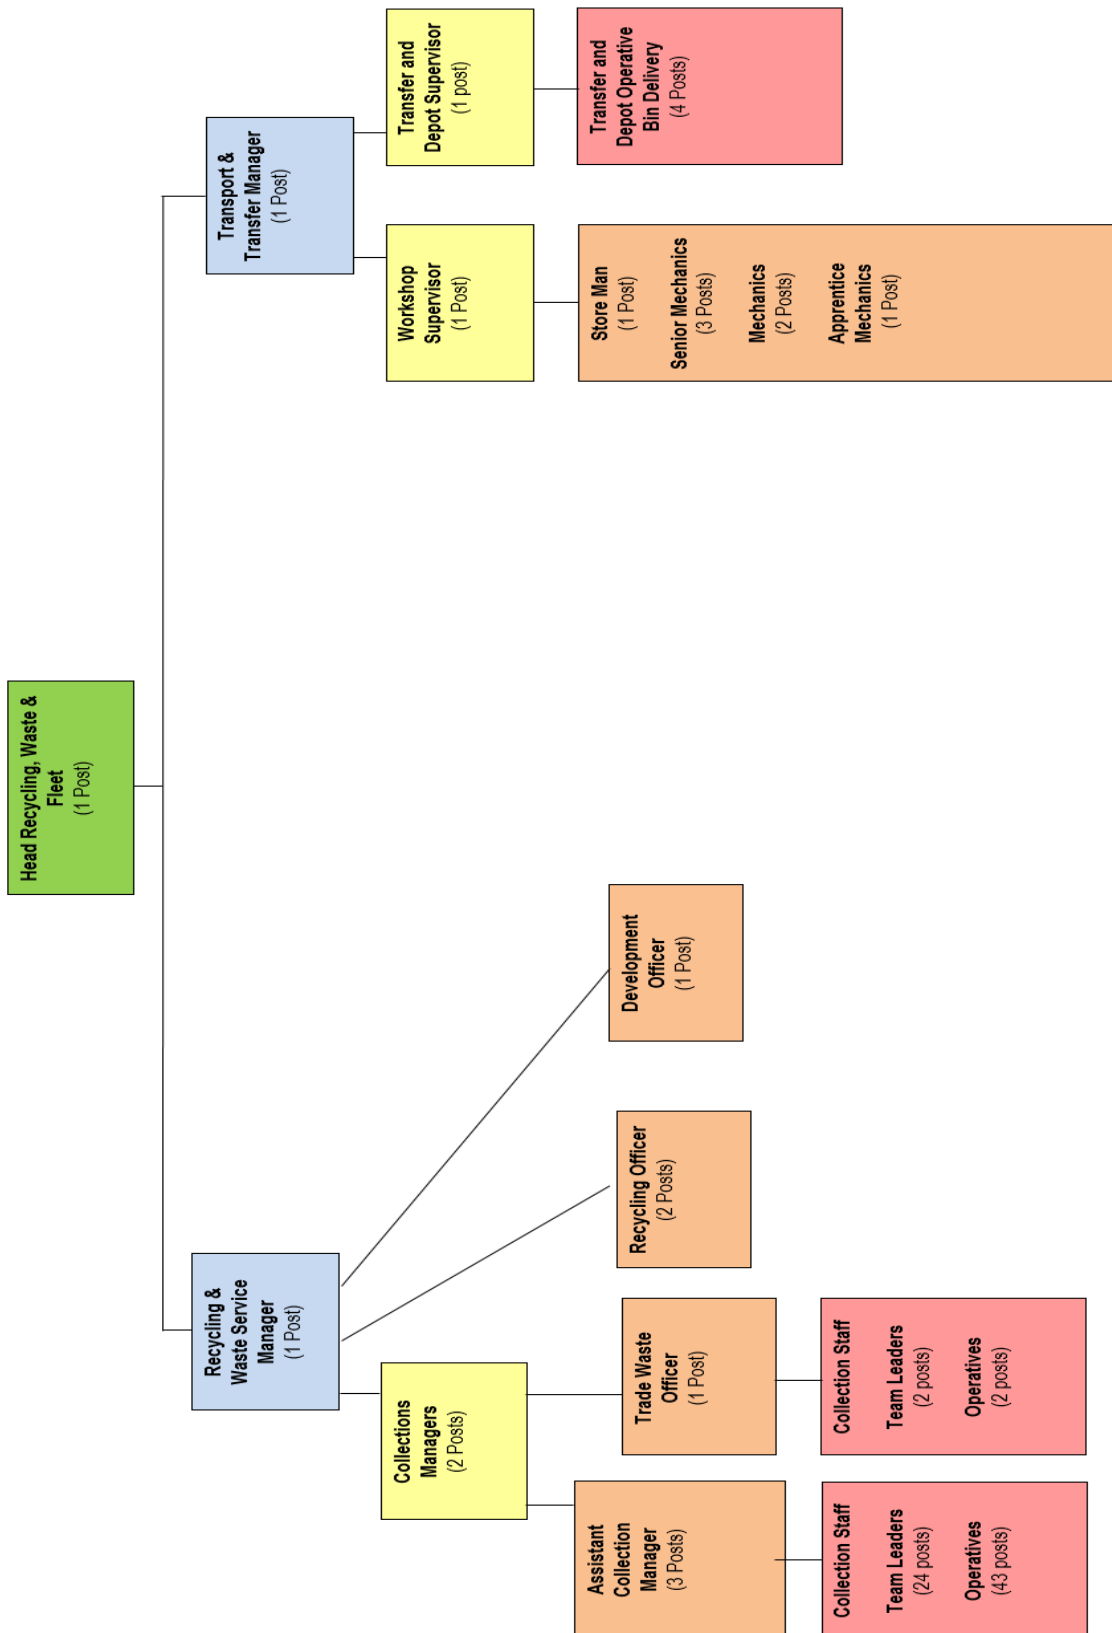 Head Recycling, Waste &
Fleet
(1 Post)
Recycling &
Waste Service
Manager
(1 Post)
Transport &
Transfer Manager
(1 Post)
Collections
Managers
(2 Posts)
Workshop
Supervisor
(1 Post)
Transfer and
Depot Supervisor
(1 post)
Assistant
Collection
Manager
(3 Posts)
Trade Waste
Officer
(1 Post)
Recycling Officer
(2 Posts)
Development
Officer
(1 Post)
Store Man
(1 Post)
Senior Mechanics
(3 Posts)
Mechanics
(2 Posts)
Apprentice
Mechanics
(1 Post)
Transfer and
Depot Operative
Bin Delivery
(4 Posts)
Collection Staff
Team Leaders
(24 posts)
Operatives
(43 posts)
Collection Staff
Team Leaders
(2 posts)
Operatives
(2 posts)